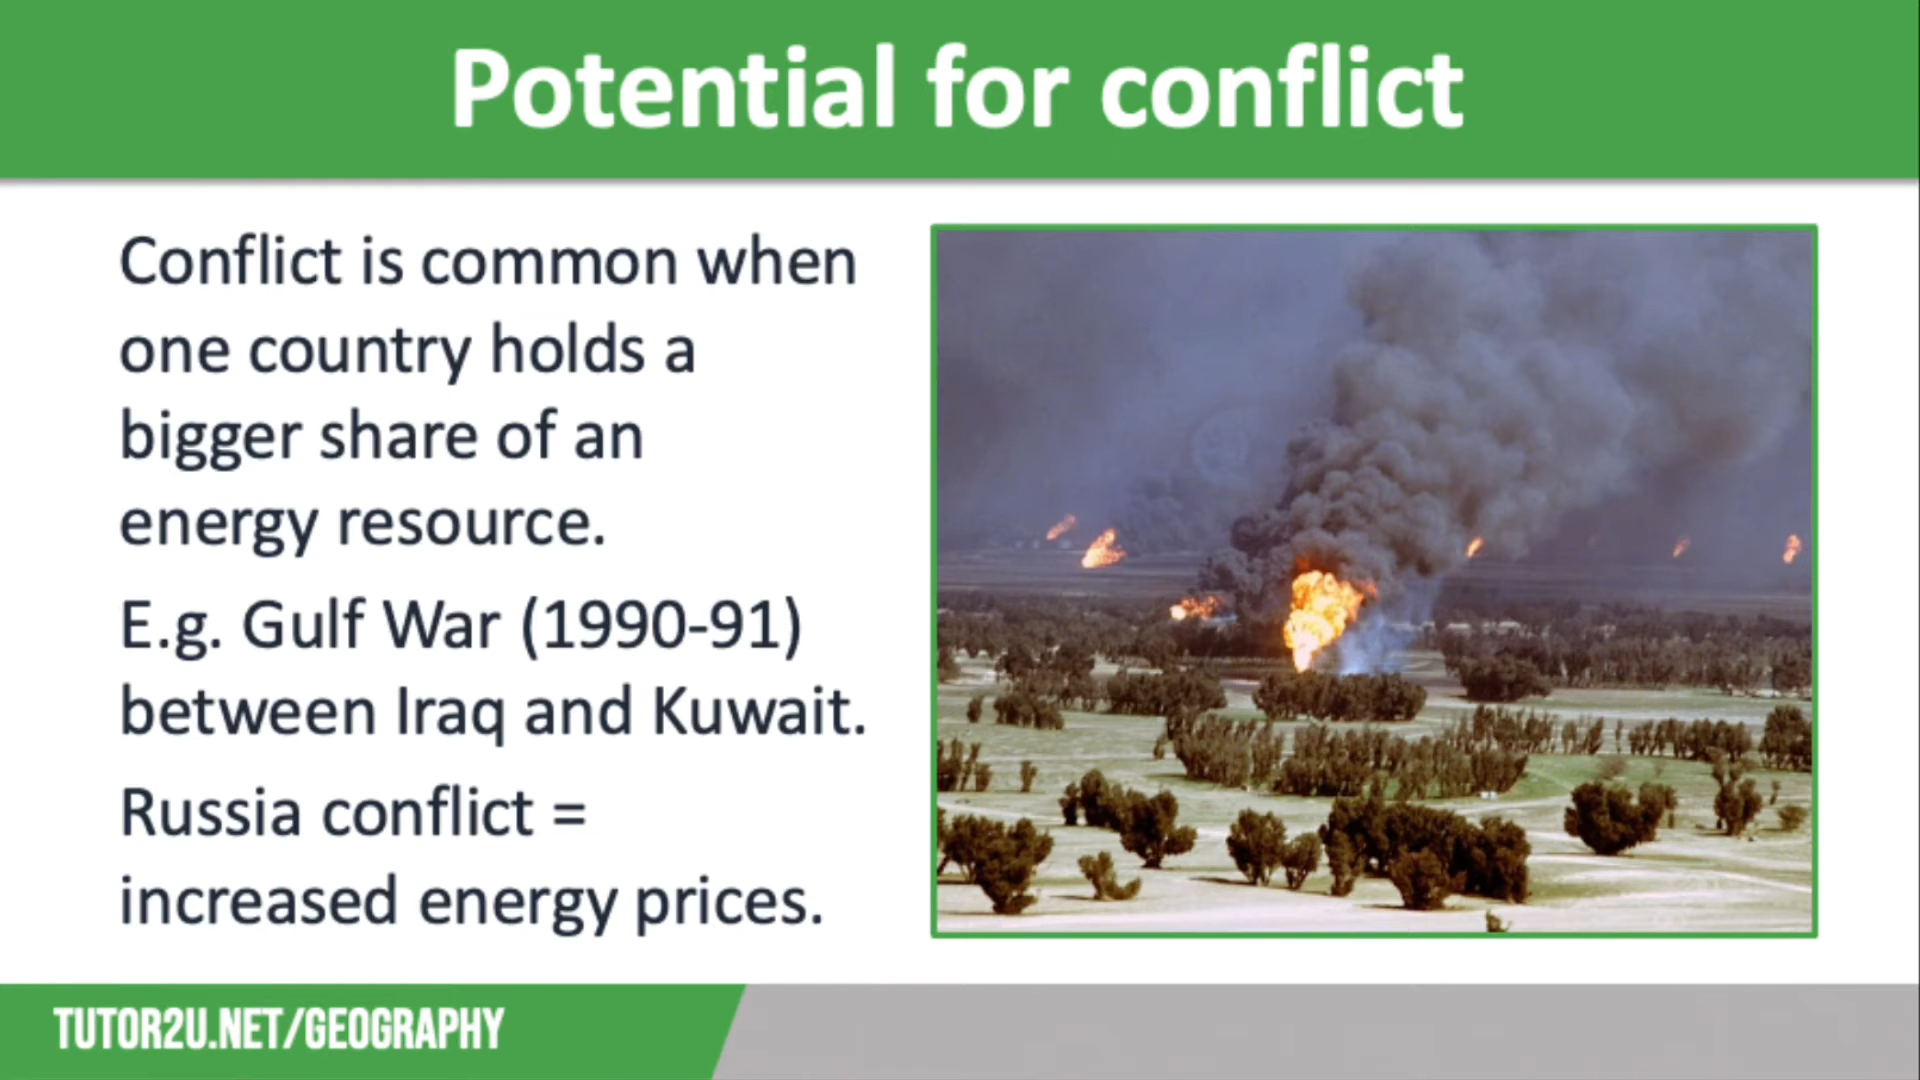 Potential for conflict
Conflict is common when
one country holds a
bigger share of an
energy resource.
E.g. Gulf War (1990-91)
between Iraq and Kuwait.
Russia conflict =
increased energy prices.
TUTOR2U.NET/GEOGRAPHY